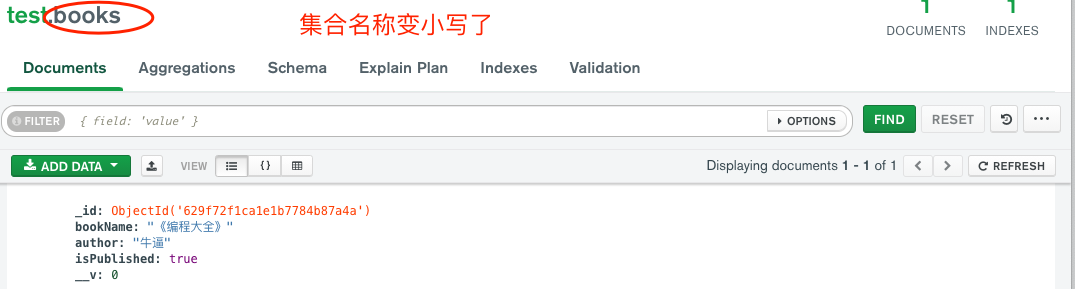 test.books
集合名称变小写了
1 1
DOCUMENTS INDEXES
Documents Aggregations Schema Explain Plan Indexes Validation
FILTER { field: 'value' } OPTIONS FIND RESET
ADD DATA VIEW {} Displaying documents 1 - 1 of 1 < > REFRESH
_id: ObjectId('629f72f1ca1e1b7784b87a4a')
bookName: "《编程大全》"
author: "牛逼"
isPublished: true
__v: 0